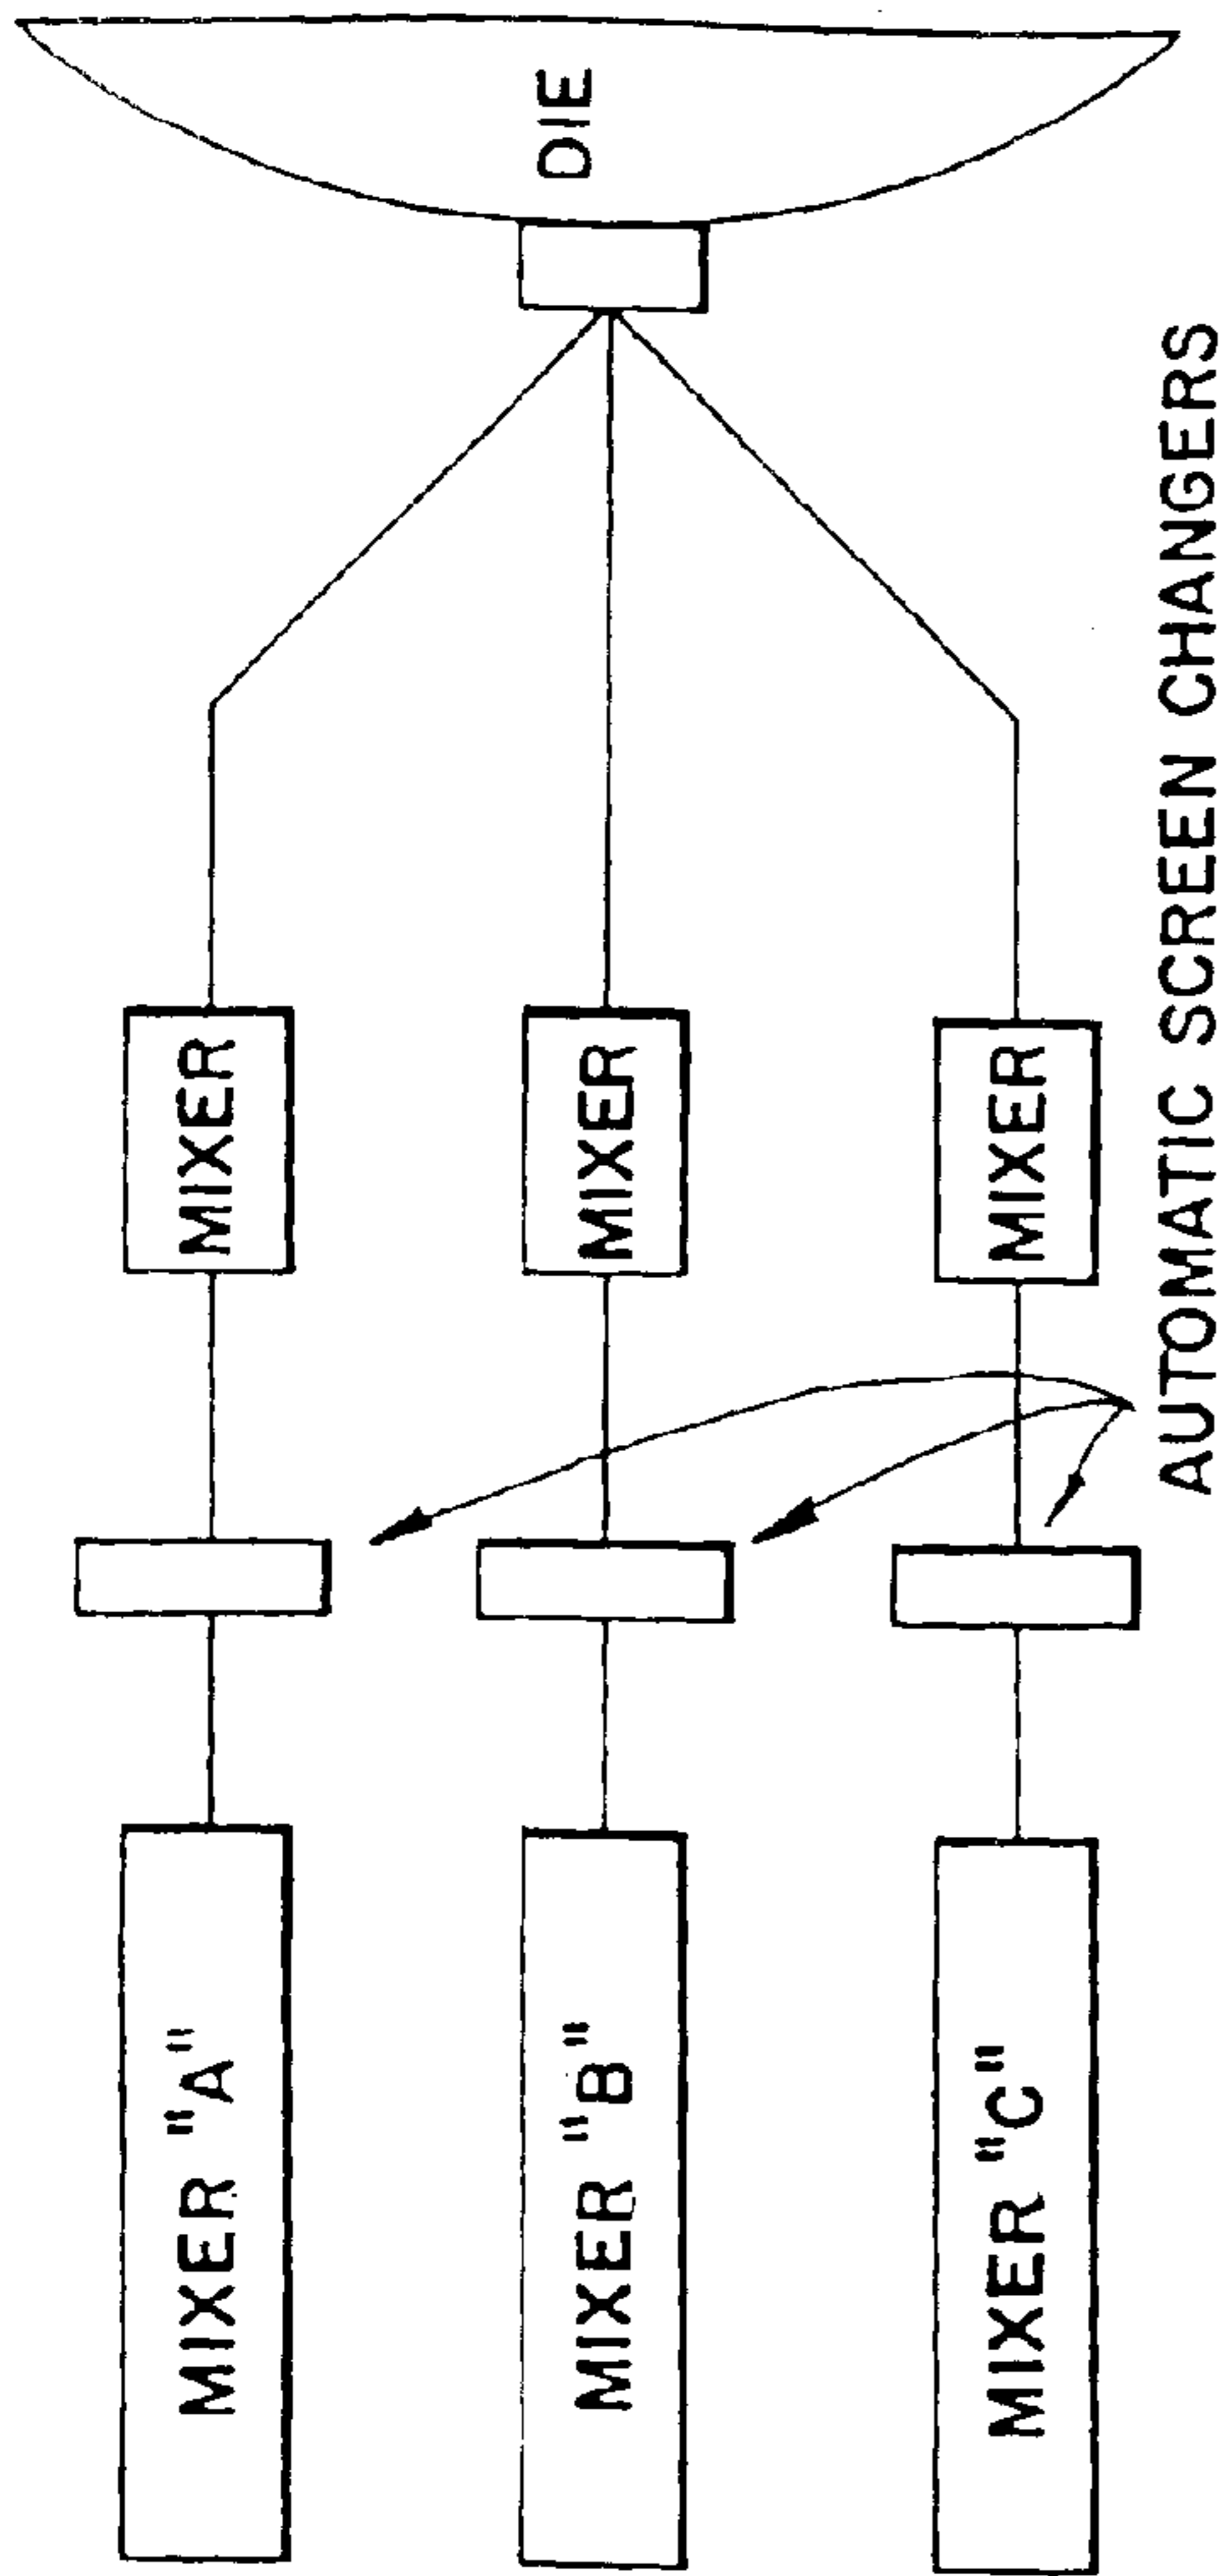 MIXER "A"
MIXER
MIXER "B"
MIXER
DIE
MIXER "C"
MIXER
AUTOMATIC SCREEN CHANGERS